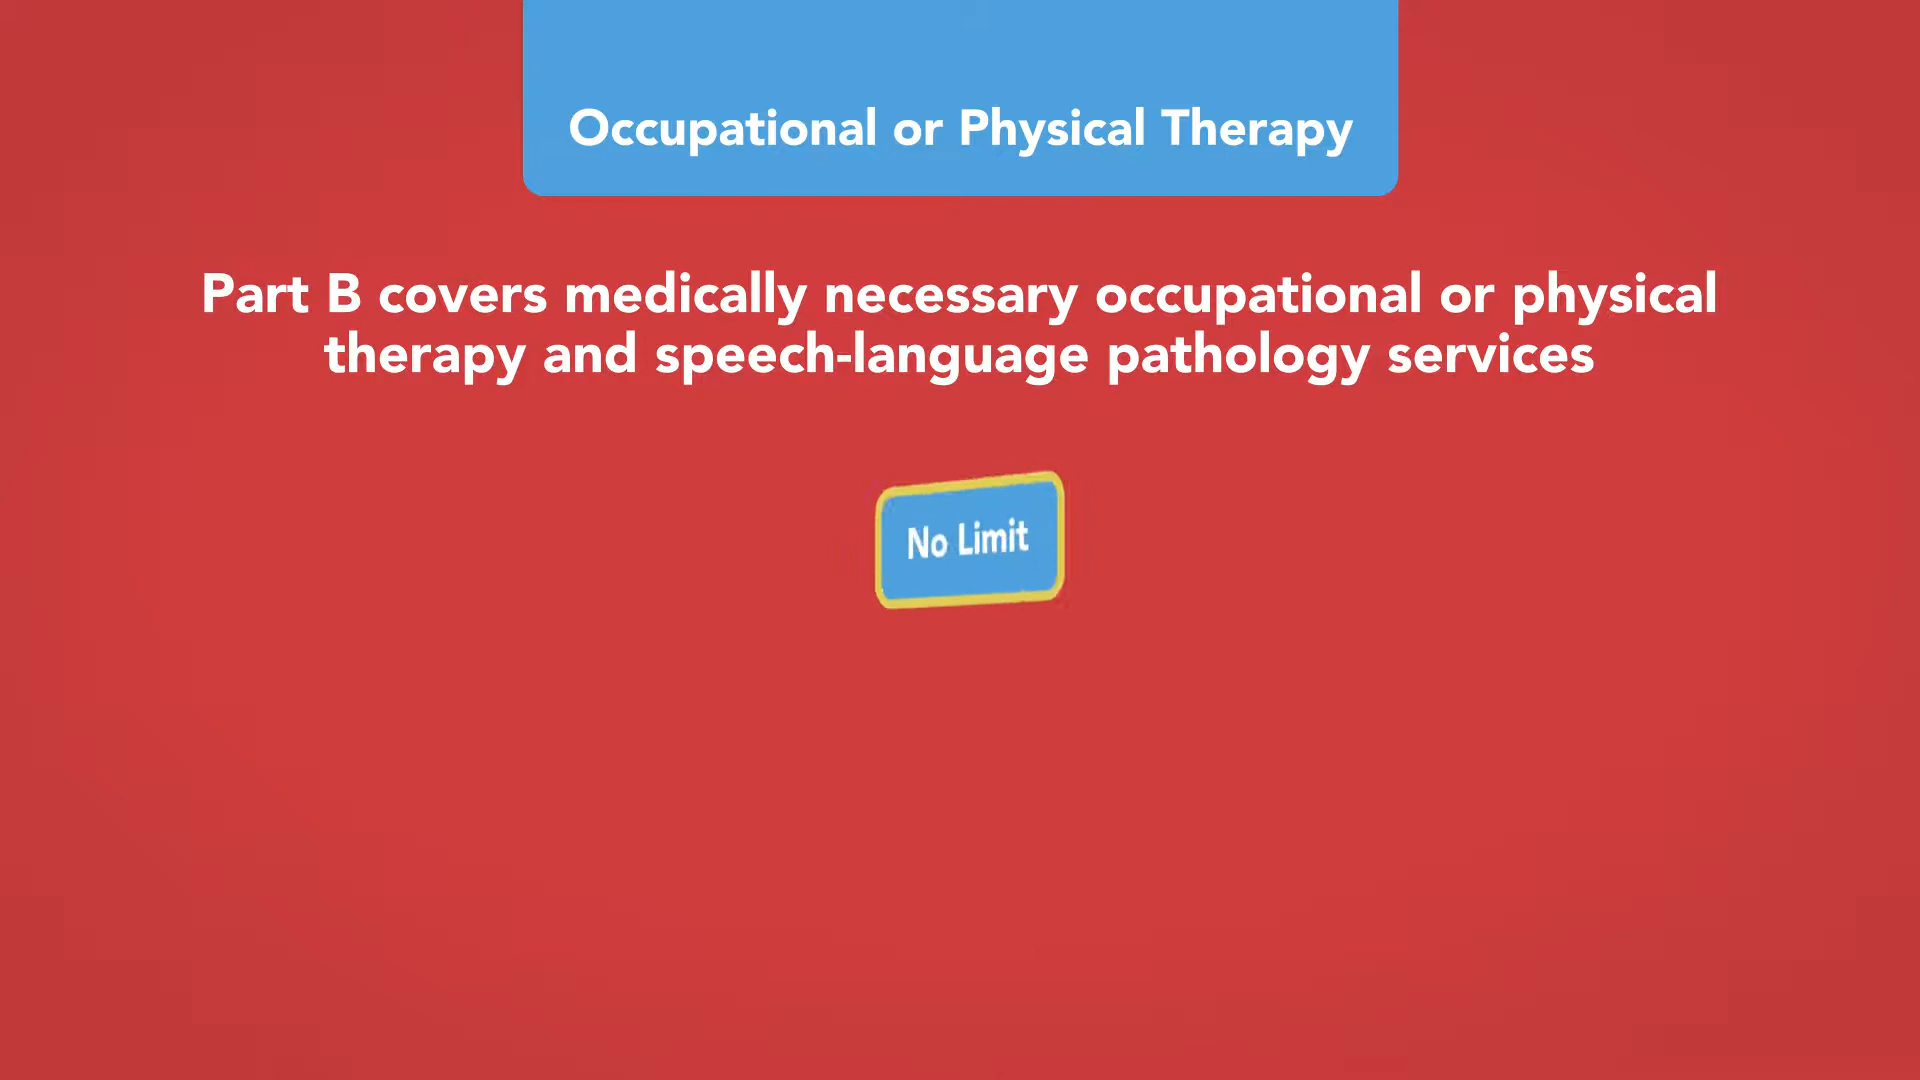 Occupational or Physical Therapy
Part B covers medically necessary occupational or physical
therapy and speech-language pathology services
No Limit